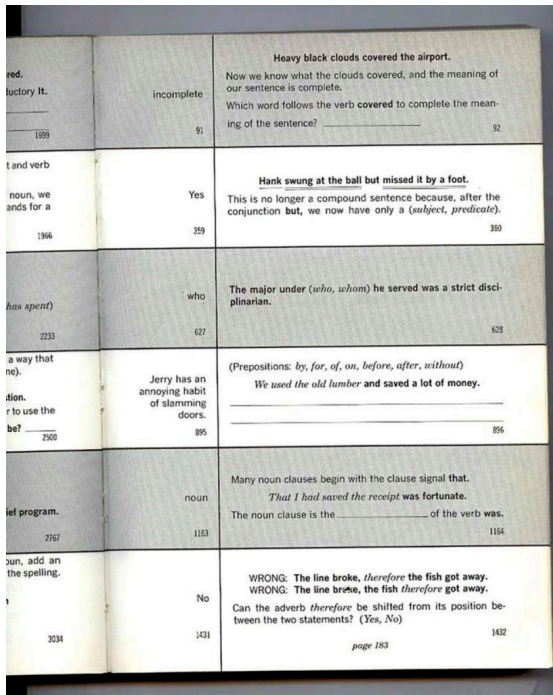 red.
luctory It.
1699
t and verb
noun, we
ands for a
1966
has spent)
2233
a way that
ne).
ation.
r to use the
be?
2500
ief program.
2767
oun, add an
the spelling.
3034
incomplete
91
Yes
359
who
627
Jerry has an
annoying habit
of slamming
doors.
895
noun
1163
No
1431
Heavy black clouds covered the airport.
Now we know what the clouds covered, and the meaning of
our sentence is complete.
Which word follows the verb covered to complete the mean-
ing of the sentence?
92
Hank swung at the ball but missed it by a foot.
This is no longer a compound sentence because, after the
conjunction but, we now have only a (subject, predicate).
360
The major under (who, whom) he served was a strict disci-
plinarian.
628
(Prepositions: by, for, of, on, before, after, without)
We used the old lumber and saved a lot of money.
896
Many noun clauses begin with the clause signal that.
That I had saved the receipt was fortunate.
The noun clause is the of the verb was.
1164
WRONG: The line broke, therefore the fish got away.
WRONG: The line broke, the fish therefore got away.
Can the adverb therefore be shifted from its position be-
tween the two statements? (Yes, No)
1432
page 183